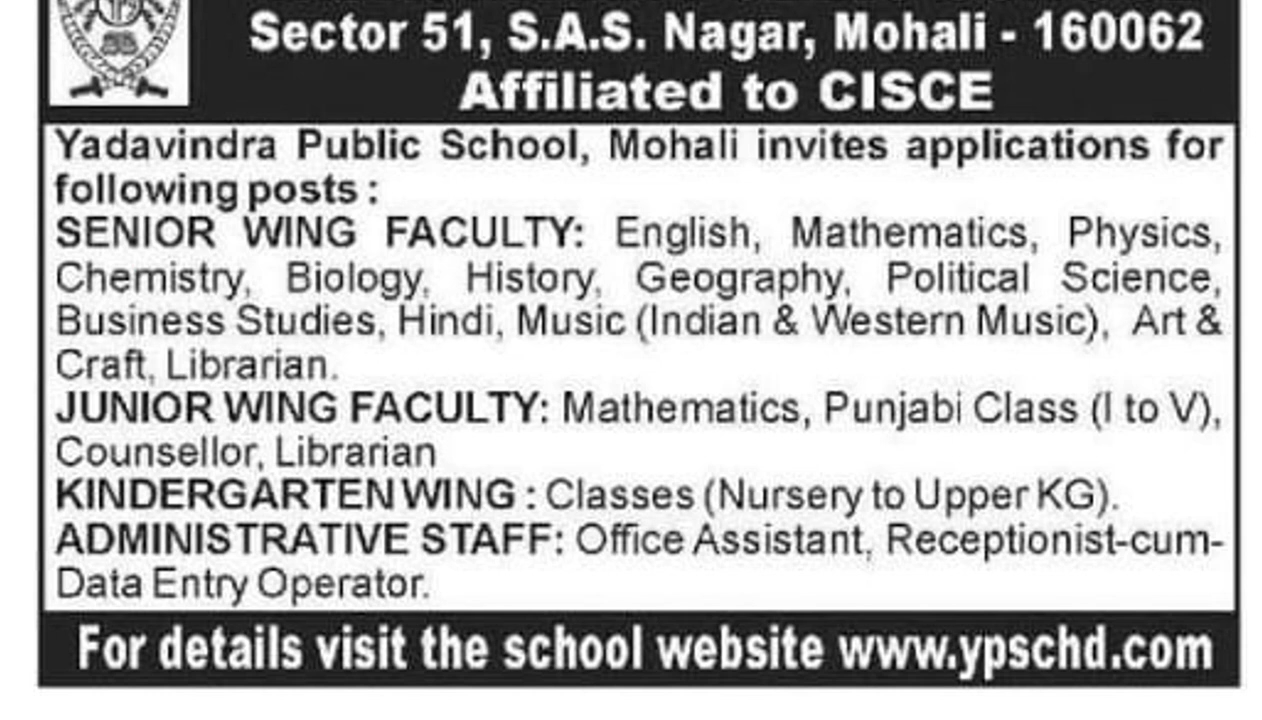 Sector 51, S.A.S. Nagar, Mohali - 160062
Affiliated to CISCE
Yadavindra Public School, Mohali invites applications for
following posts :
SENIOR WING FACULTY: English, Mathematics, Physics,
Chemistry, Biology, History, Geography, Political Science,
Business Studies, Hindi, Music (Indian & Western Music), Art &
Craft, Librarian.
JUNIOR WING FACULTY: Mathematics, Punjabi Class (I to V),
Counsellor, Librarian
KINDERGARTEN WING : Classes (Nursery to Upper KG).
ADMINISTRATIVE STAFF: Office Assistant, Receptionist-cum-
Data Entry Operator.
For details visit the school website www.ypschd.com